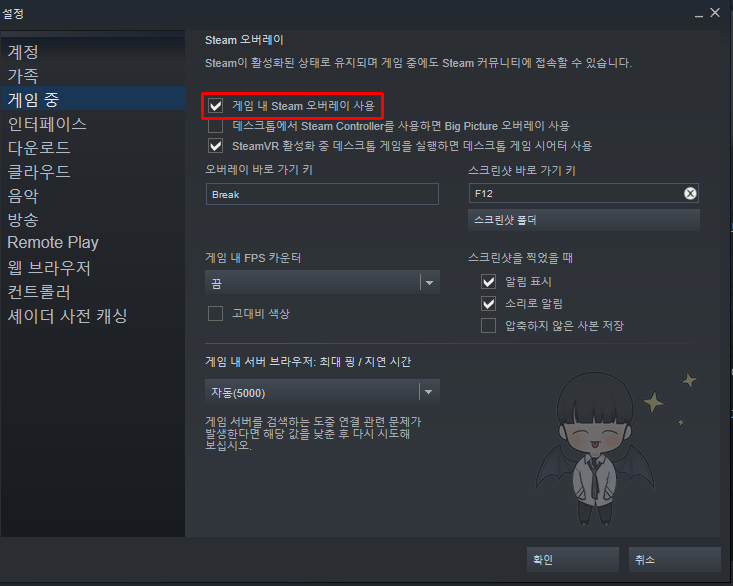 설정
계정
가족
게임 중
인터페이스
다운로드
클라우드
음악
방송
Remote Play
웹 브라우저
컨트롤러
셰이더 사전 캐싱
Steam 오버레이
Steam이 활성화된 상태로 유지되며 게임 중에도 Steam 커뮤니티에 접속할 수 있습니다.
게임 내 Steam 오버레이 사용
데스크톱에서 Steam Controller를 사용하면 Big Picture 오버레이 사용
SteamVR 활성화 중 데스크톱 게임을 실행하면 데스크톱 게임 시어터 사용
오버레이 바로 가기 키
Break
스크린샷 바로 가기 키
F12
스크린샷 폴더
게임 내 FPS 카운터
끔
고대비 색상
스크린샷을 찍었을 때
알림 표시
소리로 알림
압축하지 않은 사본 저장
게임 내 서버 브라우저: 최대 핑 / 지연 시간
자동(5000)
게임 서버를 검색하는 도중 연결 관련 문제가
발생한다면 해당 값을 낮춘 후 다시 시도해
보십시오.
확인
취소